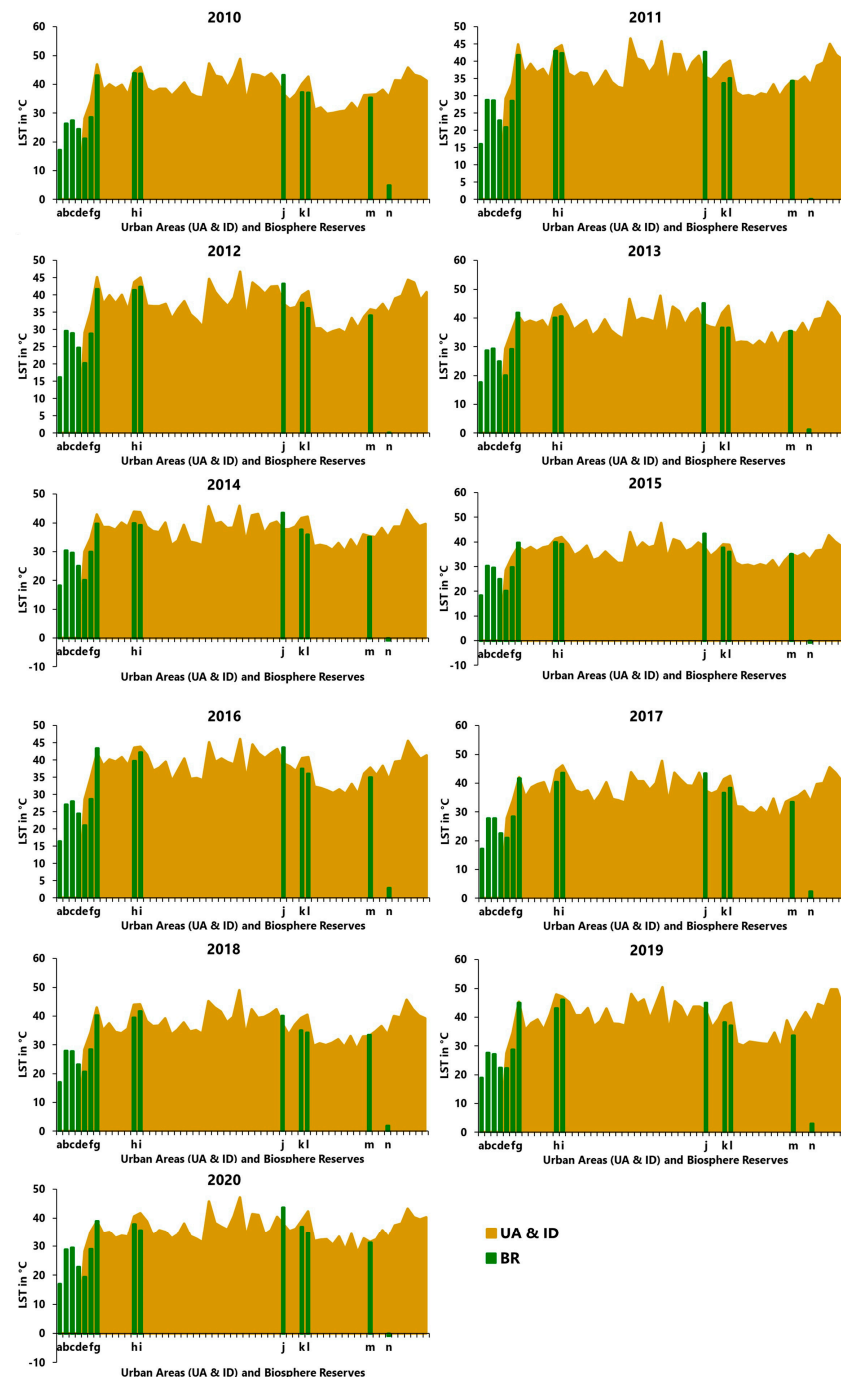 2010
LST in °C
60
50
40
30
20
10
0
abcdefg hi j kl m n
Urban Areas (UA & ID) and Biosphere Reserves
2011
LST in °C
50
45
40
35
30
25
20
15
10
5
0
abcdefg hi j kl m n
Urban Areas (UA & ID) and Biosphere Reserves
2012
LST in °C
50
45
40
35
30
25
20
15
10
5
0
abcdefg hi j kl m n
Urban Areas (UA & ID) and Biosphere Reserves
2013
LST in °C
60
50
40
30
20
10
0
abcdefg hi j kl m n
Urban Areas (UA & ID) and Biosphere Reserves
2014
LST in °C
50
40
30
20
10
0
-10
abcdefg hi j kl m n
Urban Areas (UA & ID) and Biosphere Reserves
2015
LST in °C
60
50
40
30
20
10
0
-10
abcdefg hi j kl m n
Urban Areas (UA & ID) and Biosphere Reserves
2016
LST in °C
50
45
40
35
30
25
20
15
10
5
0
abcdefg hi j kl m n
Urban Areas (UA & ID) and Biosphere Reserves
2017
LST in °C
60
50
40
30
20
10
0
abcdefg hi j kl m n
Urban Areas (UA & ID) and Biosphere Reserves
2018
LST in °C
60
50
40
30
20
10
0
abcdefg hi j kl m n
Urban Areas (UA & ID) and Biosphere Reserves
2019
LST in °C
60
50
40
30
20
10
0
abcdefg hi j kl m n
Urban Areas (UA & ID) and Biosphere Reserves
2020
LST in °C
50
40
30
20
10
0
-10
abcdefg hi j kl m n
Urban Areas (UA & ID) and Biosphere Reserves
UA & ID
BR